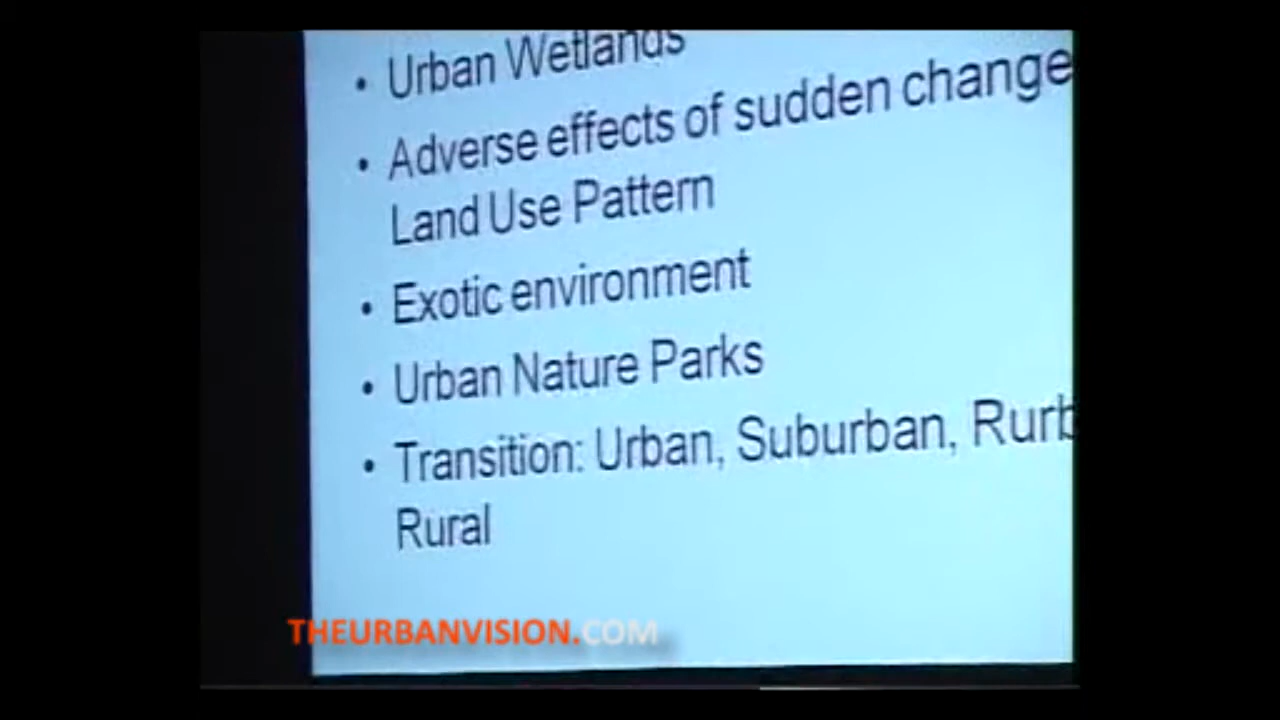 • Urban Wetlands
• Adverse effects of sudden change
Land Use Pattern
• Exotic environment
• Urban Nature Parks
• Transition: Urban, Suburban, Rurb
Rural
THEURBANVISION.COM